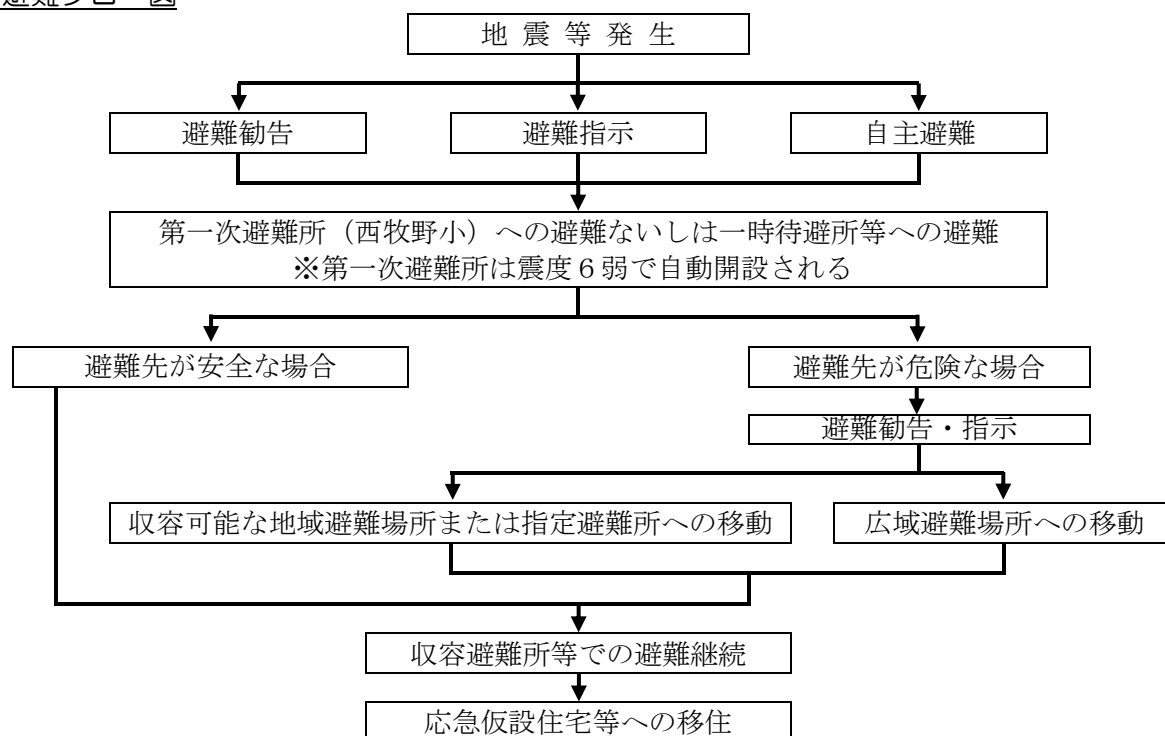 避難フロー図
地 震 等 発 生
避難勧告
避難指示
自主避難
第一次避難所（西牧野小）への避難ないしは一時待避所等への避難
※第一次避難所は震度６弱で自動開設される
避難先が安全な場合
避難先が危険な場合
避難勧告・指示
収容可能な地域避難場所または指定避難所への移動
広域避難場所への移動
収容避難所等での避難継続
応急仮設住宅等への移住